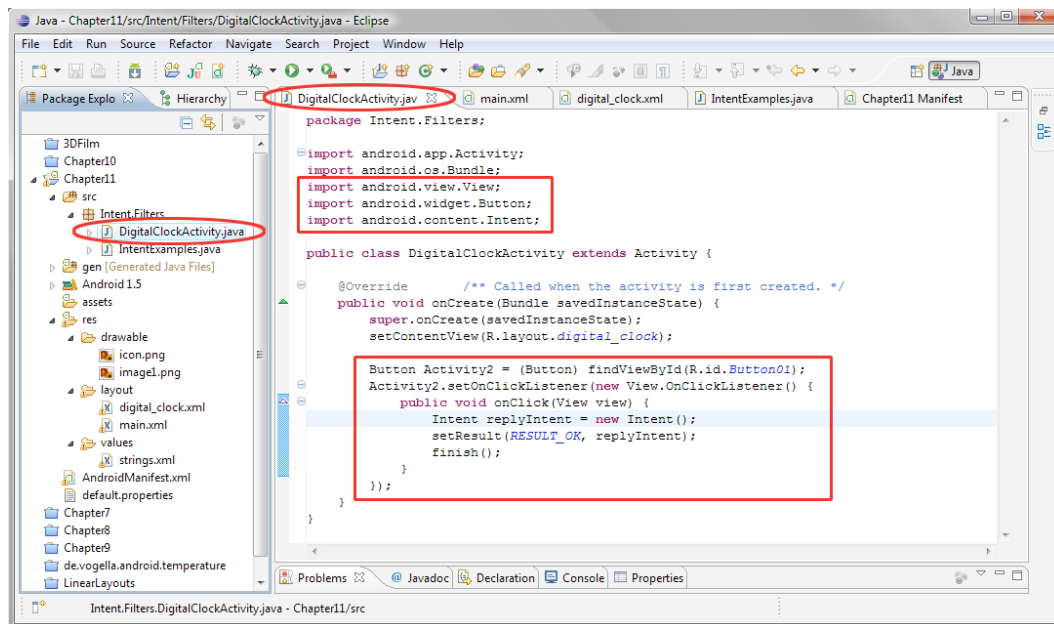 Java - Chapter11/src/Intent/Filters/DigitalClockActivity.java - Eclipse
File Edit Run Source Refactor Navigate Search Project Window Help
Java
Package Explo
Hierarchy
3DFilm
Chapter10
Chapter11
src
Intent.Filters
DigitalClockActivity.java
IntentExamples.java
gen [Generated Java Files]
Android 1.5
assets
res
drawable
icon.png
image1.png
layout
digital_clock.xml
main.xml
values
strings.xml
AndroidManifest.xml
default.properties
Chapter7
Chapter8
Chapter9
de.vogella.android.temperature
LinearLayouts
DigitalClockActivity.jav
main.xml
digital_clock.xml
IntentExamples.java
Chapter11 Manifest
package Intent.Filters;
import android.app.Activity;
import android.os.Bundle;
import android.view.View;
import android.widget.Button;
import android.content.Intent;
public class DigitalClockActivity extends Activity {
@Override /** Called when the activity is first created. */
public void onCreate(Bundle savedInstanceState) {
super.onCreate(savedInstanceState);
setContentView(R.layout.digital_clock);
Button Activity2 = (Button) findViewById(R.id.Button01);
Activity2.setOnClickListener(new View.OnClickListener() {
public void onClick(View view) {
Intent replyIntent = new Intent();
setResult(RESULT_OK, replyIntent);
finish();
}
});
}
}
Problems
@ Javadoc
Declaration
Console
Properties
Intent.Filters.DigitalClockActivity.java - Chapter11/src